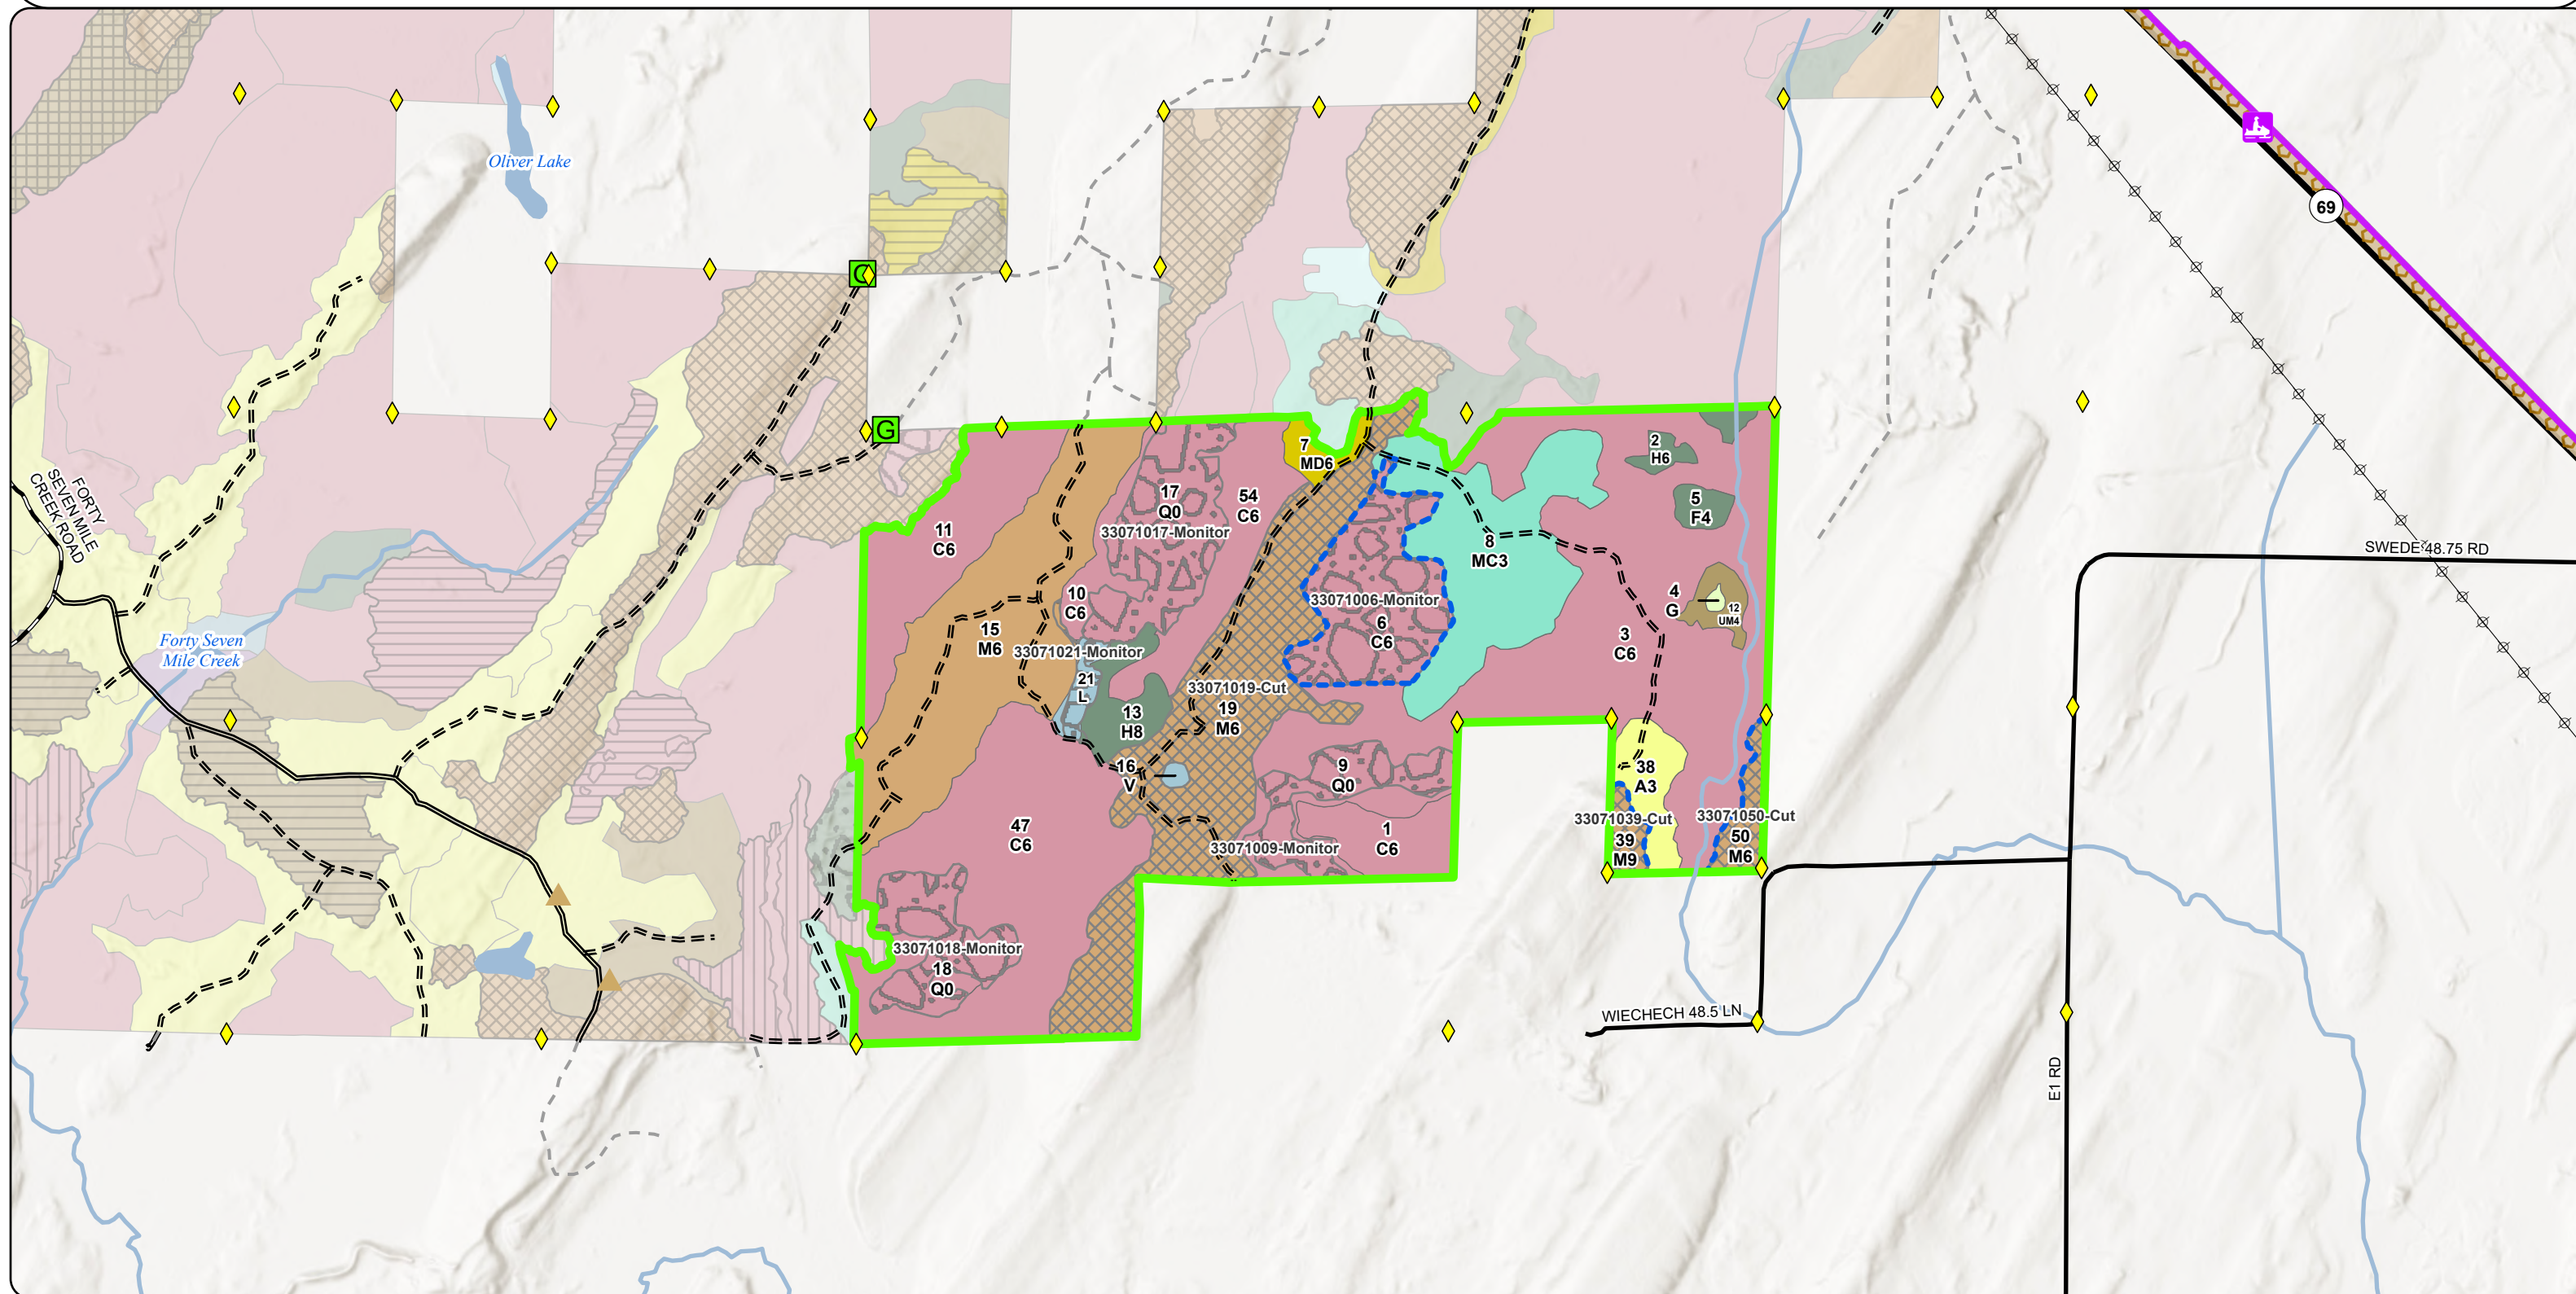 Oliver Lake
69
G
G
FORTY
SEVEN MILE
CREEK ROAD
Forty Seven
Mile Creek
SWEDE 48.75 RD
7
MD6
2
H6
17
Q0
54
C6
33071017-Monitor
5
F4
11
C6
8
MC3
10
C6
33071006-Monitor
6
C6
4
G
12
UM4
15
M6
33071021-Monitor
3
C6
21
L
33071019-Cut
19
M6
13
H8
16
V
9
Q0
38
A3
33071039-Cut
39
M9
33071050-Cut
50
M6
47
C6
1
C6
33071009-Monitor
33071018-Monitor
18
Q0
WIECHECH 48.5 LN
E1 RD